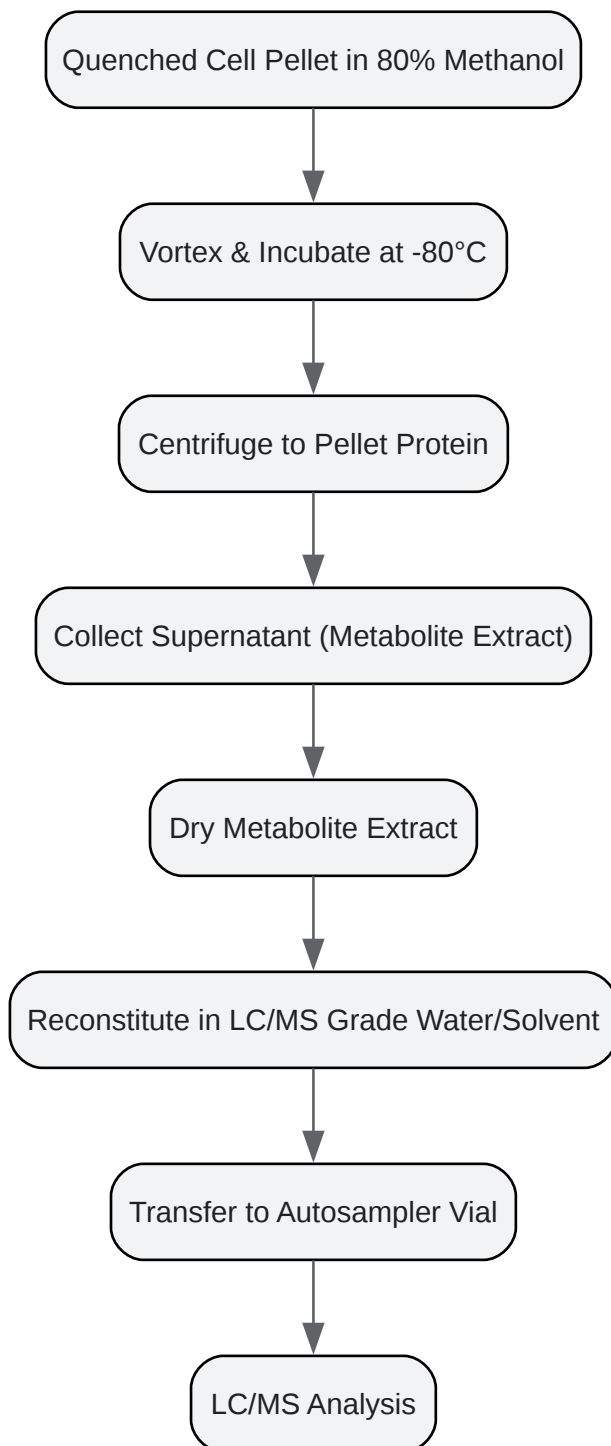 Quenched Cell Pellet in 80% Methanol
Vortex & Incubate at -80°C
Centrifuge to Pellet Protein
Collect Supernatant (Metabolite Extract)
Dry Metabolite Extract
Reconstitute in LC/MS Grade Water/Solvent
Transfer to Autosampler Vial
LC/MS Analysis